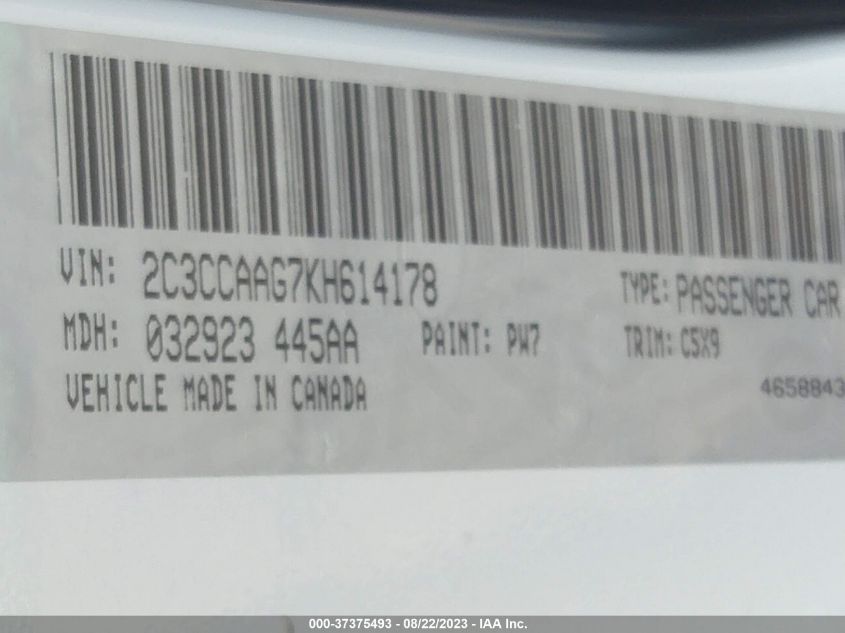 VIN: 2C3CCAAG7KH614178 TYPE: PASSENGER CAR
MDH: 032923 445AA PAINT: PW7 TRIM: C5X9
VEHICLE MADE IN CANADA 4658843
000-37375493 - 08/22/2023 - IAA Inc.